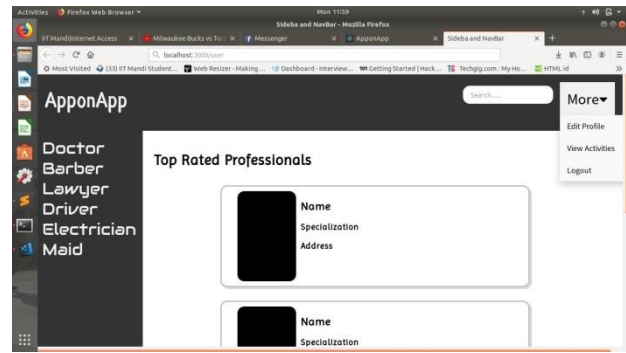 Activities Firefox Web Browser Mon 11:59
Sideba and NavBar - Mozilla Firefox
IIT Mandi|Internet Access Milwaukee Bucks vs Tor Messenger ApponApp Sideba and NavBar
localhost:3000/user
Most Visited (33) IIT Mandi Student... Web Resizer - Making ... Dashboard - Interview... Getting Started | Hack... Techgig.com : My Ho... HTML id
ApponApp
Search.....
More
Edit Profile
View Activities
Logout
Doctor
Barber
Lawyer
Driver
Electrician
Maid
Top Rated Professionals
Name
Specialization
Address
Name
Specialization